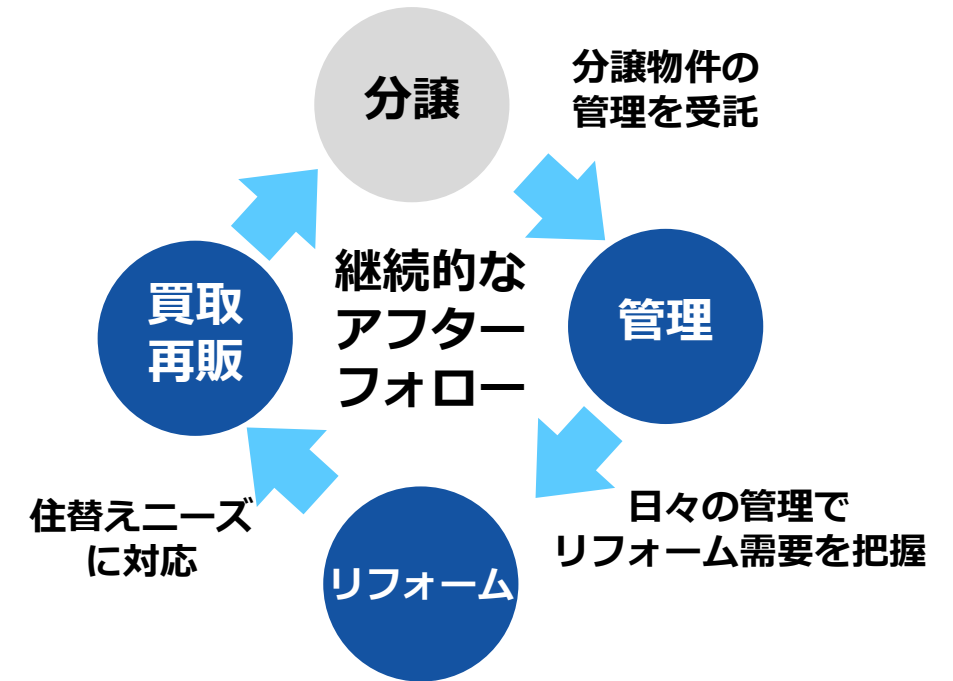 分譲
分譲物件の
管理を受託
継続的な
アフター
フォロー
管理
買取
再販
日々の管理で
リフォーム需要を把握
リフォーム
住替えニーズ
に対応